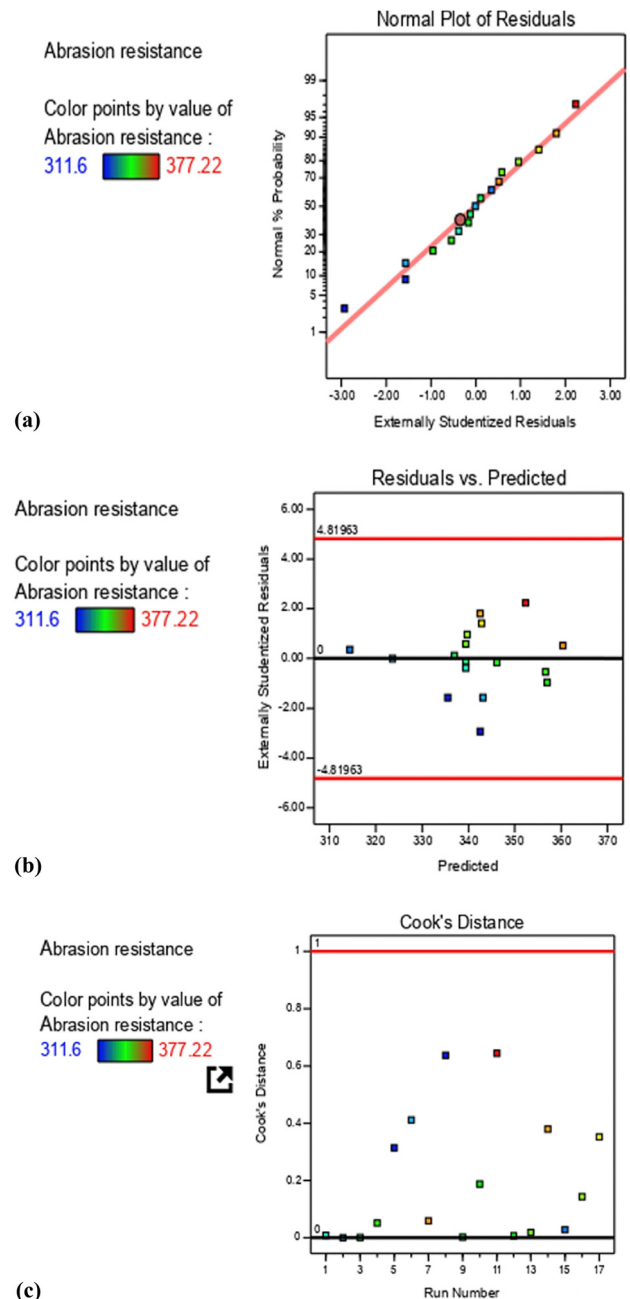 Normal Plot of Residuals
Abrasion resistance
Color points by value of
Abrasion resistance :
311.6 377.22
Normal % Probability
99
95
90
80
70
50
30
20
10
5
1
-3.00 -2.00 -1.00 0.00 1.00 2.00 3.00
Externally Studentized Residuals
(a)
Residuals vs. Predicted
Abrasion resistance
Color points by value of
Abrasion resistance :
311.6 377.22
Externally Studentized Residuals
6.00
4.81963
4.00
2.00
0
0.00
-2.00
-4.00
-4.81963
-6.00
310 320 330 340 350 360 370
Predicted
(b)
Cook's Distance
Abrasion resistance
Color points by value of
Abrasion resistance :
311.6 377.22
Cook's Distance
1
1
0.8
0.6
0.4
0.2
0
0
1 3 5 7 9 11 13 15 17
Run Number
(c)